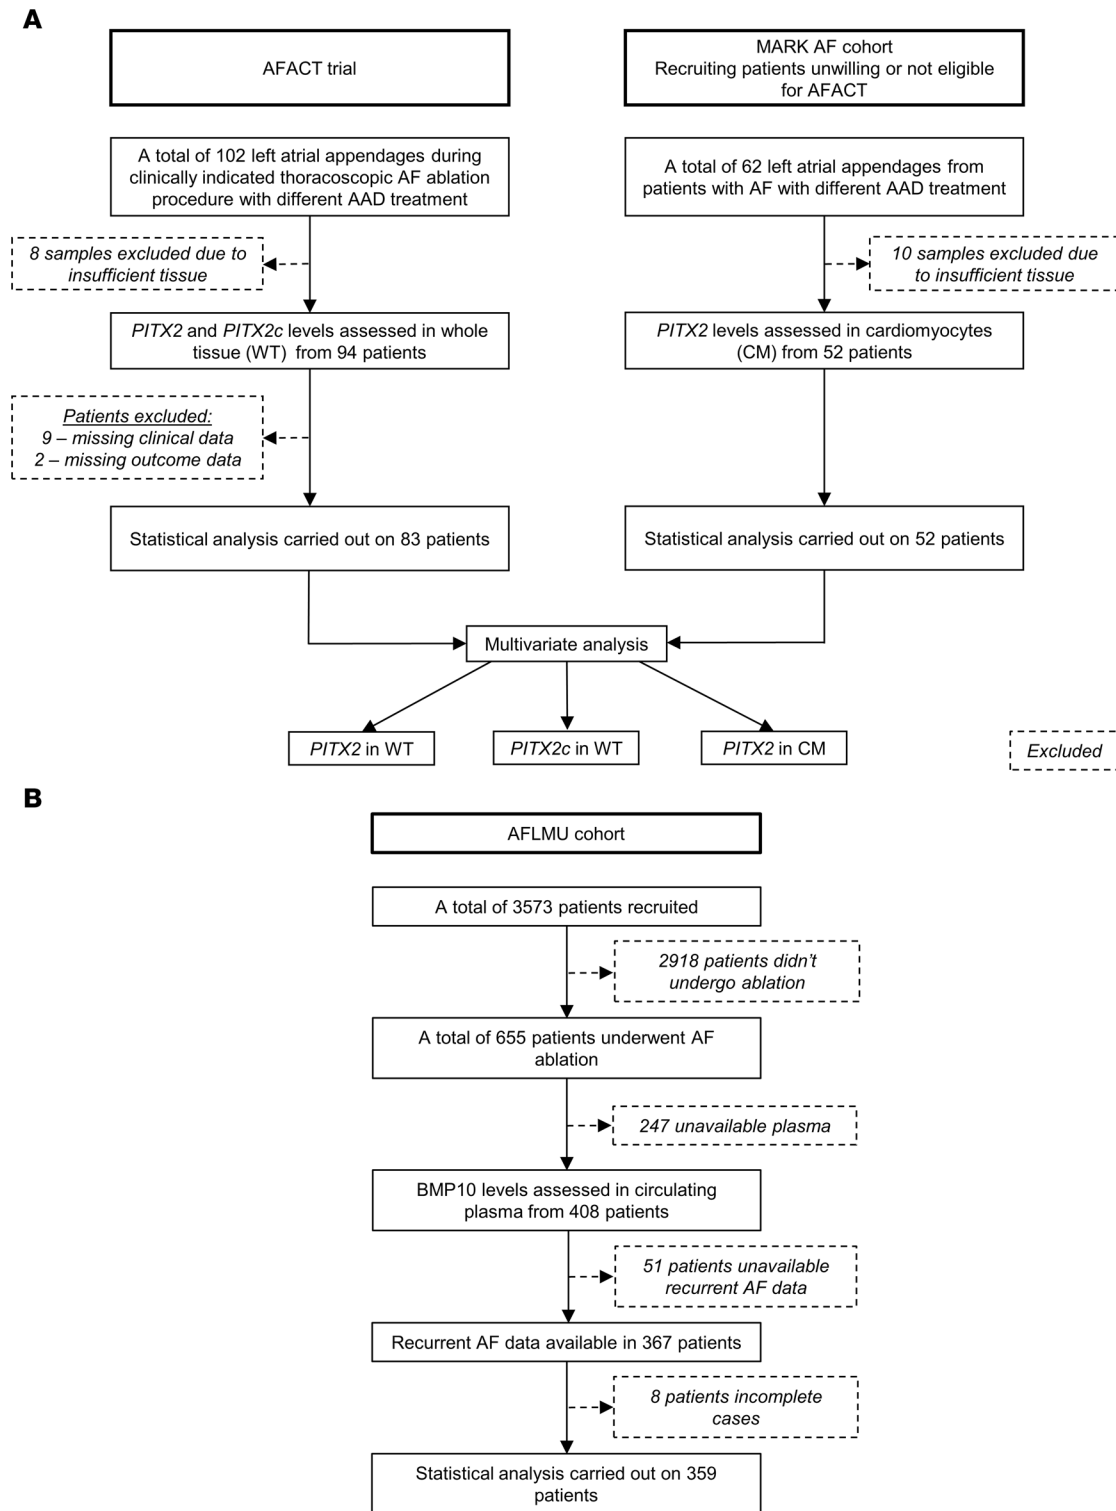 A
AFACT trial
MARK AF cohort
Recruiting patients unwilling or not eligible
for AFACT
A total of 102 left atrial appendages during
clinically indicated thoracoscopic AF ablation
procedure with different AAD treatment
A total of 62 left atrial appendages from
patients with AF with different AAD treatment
8 samples excluded due to
insufficient tissue
10 samples excluded due
to insufficient tissue
PITX2 and PITX2c levels assessed in whole
tissue (WT) from 94 patients
PITX2 levels assessed in cardiomyocytes
(CM) from 52 patients
Patients excluded:
9 – missing clinical data
2 – missing outcome data
Statistical analysis carried out on 83 patients
Statistical analysis carried out on 52 patients
Multivariate analysis
PITX2 in WT
PITX2c in WT
PITX2 in CM
Excluded
B
AFLMU cohort
A total of 3573 patients recruited
2918 patients didn't
undergo ablation
A total of 655 patients underwent AF
ablation
247 unavailable plasma
BMP10 levels assessed in circulating
plasma from 408 patients
51 patients unavailable
recurrent AF data
Recurrent AF data available in 367 patients
8 patients incomplete
cases
Statistical analysis carried out on 359
patients